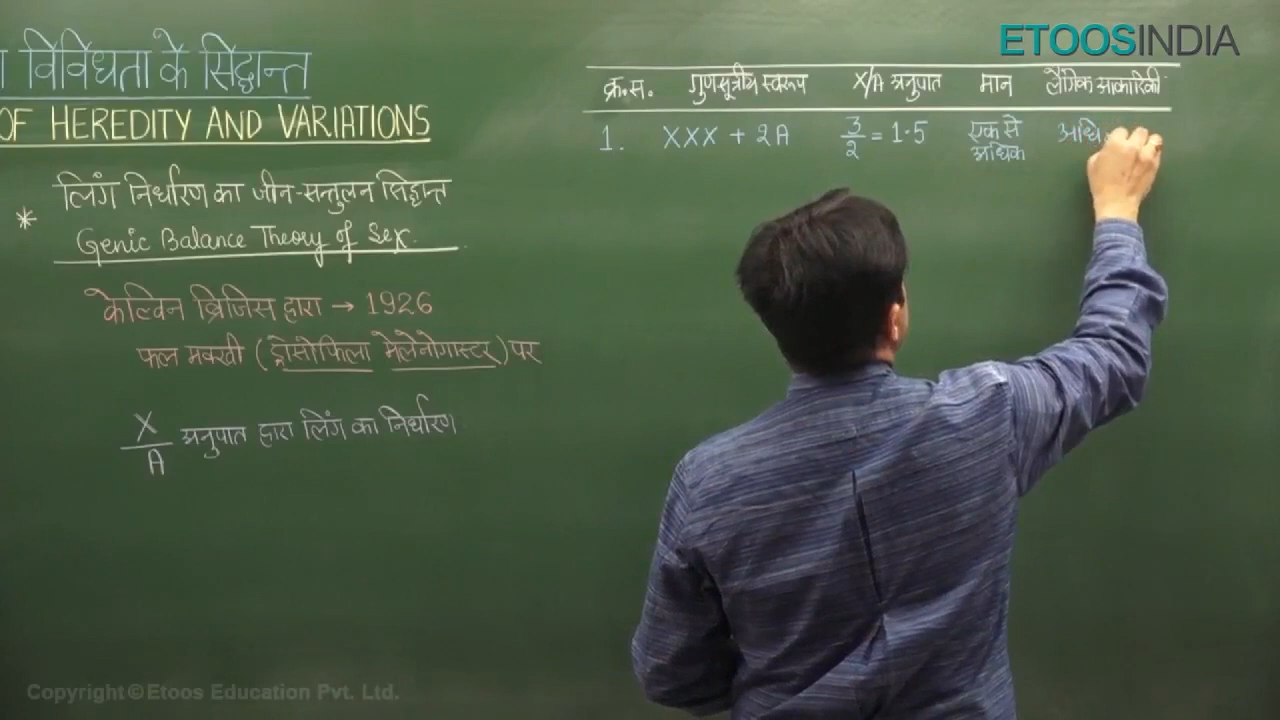 विविधता के सिद्धान्त
OF HEREDITY AND VARIATIONS
* लिंग निर्धारण का जीन-सन्तुलन सिद्धान्त
Genic Balance Theory of Sex.
केल्विन ब्रिजिस द्वारा → 1926
फल मक्खी (ड्रोसोफिला मेलेनोगास्टर) पर
X/A अनुपात द्वारा लिंग का निर्धारण
ETOOSINDIA
क्र.स. गुणसूत्रीय स्वरूप X/A अनुपात मान लैंगिक आकारिकी
1. XXX + 2A 3/2 = 1.5 एक से अधिक अधि
Copyright © Etoos Education Pvt. Ltd.